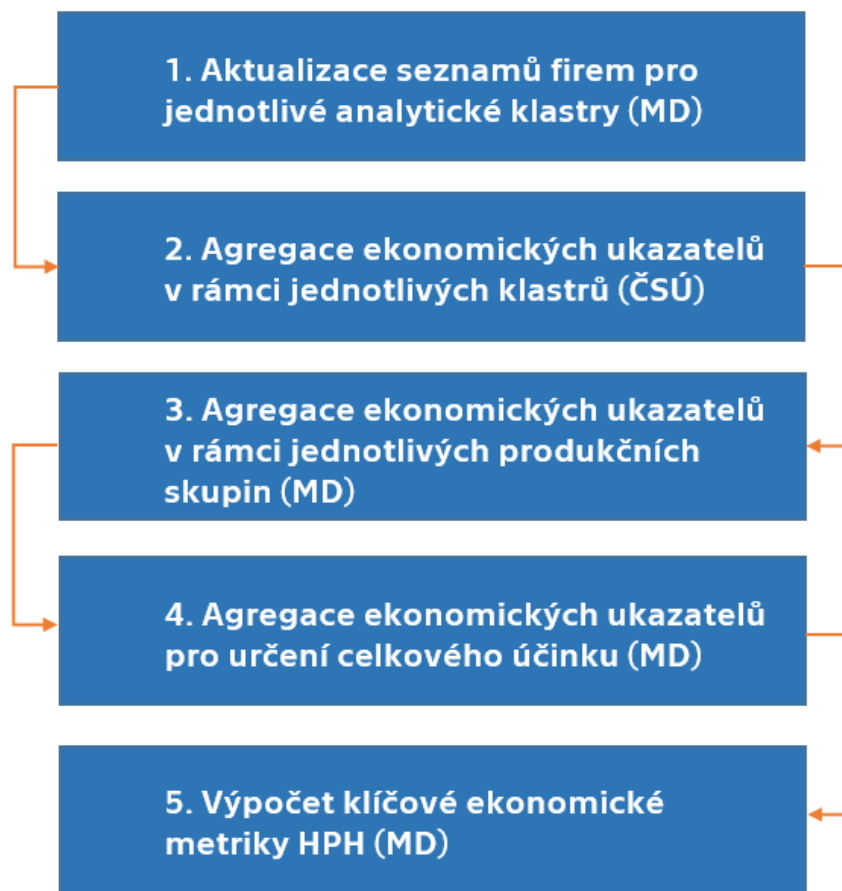 1. Aktualizace seznamů firem pro
jednotlivé analytické klastry (MD)
2. Agregace ekonomických ukazatelů
v rámci jednotlivých klastrů (ČSÚ)
3. Agregace ekonomických ukazatelů
v rámci jednotlivých produkčních
skupin (MD)
4. Agregace ekonomických ukazatelů
pro určení celkového účinku (MD)
5. Výpočet klíčové ekonomické
metriky HPH (MD)